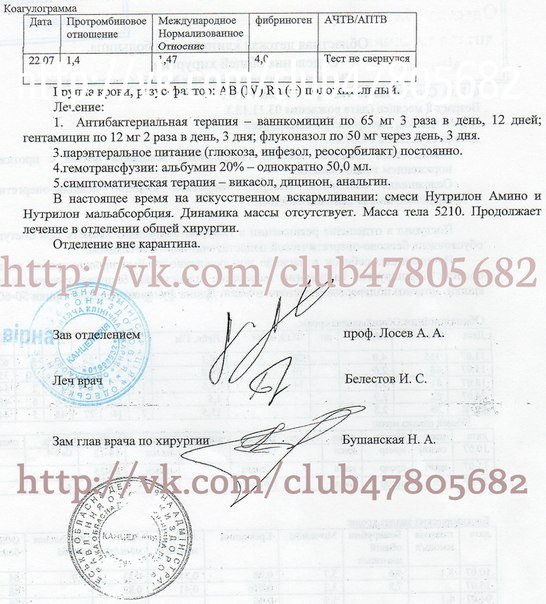 Коагулограмма
Дата Протромбиновое отношение Международное Нормализованное Отнсение фибриноген АЧТВ/АПТВ
22.07 1,4 1,47 4,0 Тест не свернулся
http://vk.com/club47805682
Группа крови, резус-фактор: АВ (IV) Rh (+) положительный.
Лечение:
1. Антибактериальная терапия – ванкомицин по 65 мг 3 раза в день, 12 дней;
гентамицин по 12 мг 2 раза в день, 3 дня; флуконазол по 50 мг через день, 3 дня.
3.парэнтеральное питание (глюкоза, инфезол, реосорбилакт) постоянно.
4.гемотрансфузии: альбумин 20% – однократно 50,0 мл.
5.симптоматическая терапия – викасол, дицинон, анальгин.
В настоящее время на искусственном вскармливании: смеси Нутрилон Амино и
Нутрилон мальабсорбция. Динамика массы отсутствует. Масса тела 5210. Продолжает
лечение в отделении общей хирургии.
Отделение вне карантина.
http://vk.com/club47805682
Зав отделением проф. Лосев А. А.
Леч врач Белестов И. С.
Зам глав врача по хирургии Бушанская Н. А.
http://vk.com/club47805682
КАНЦЕЛЯРІЯ